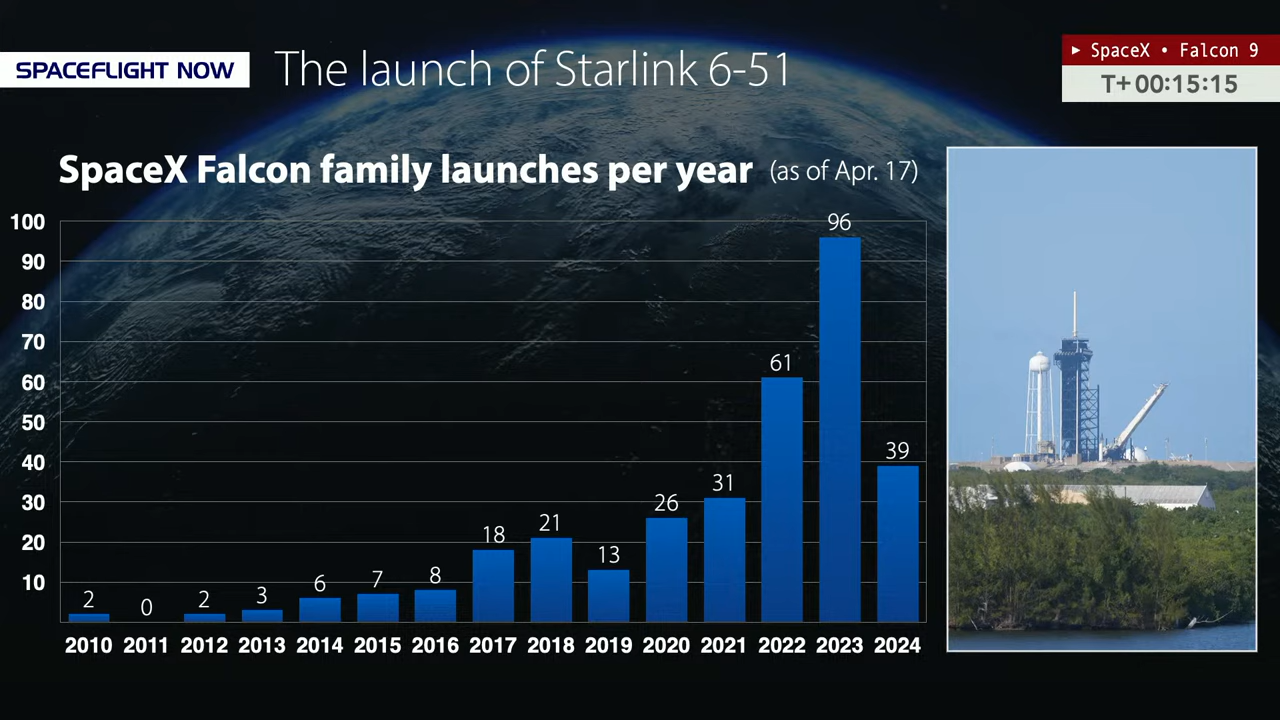 SPACEFLIGHT NOW
The launch of Starlink 6-51
▶ SpaceX • Falcon 9
T+00:15:15
SpaceX Falcon family launches per year (as of Apr. 17)
100
90
80
70
60
50
40
30
20
10
2 0 2 3 6 7 8 18 21 13 26 31 61 96 39
2010 2011 2012 2013 2014 2015 2016 2017 2018 2019 2020 2021 2022 2023 2024